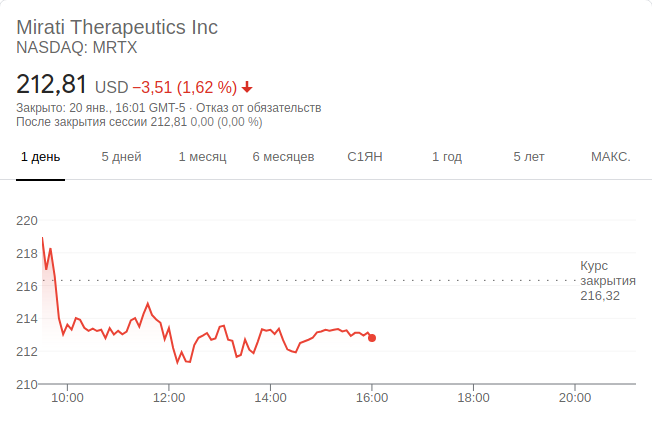 Mirati Therapeutics Inc
NASDAQ: MRTX
212,81 USD −3,51 (1,62 %)
Закрыто: 20 янв., 16:01 GMT-5 · Отказ от обязательств
После закрытия сессии 212,81 0,00 (0,00 %)
1 день 5 дней 1 месяц 6 месяцев С1ЯН 1 год 5 лет МАКС.
220
218
Курс
закрытия
216,32
216
214
212
210
10:00 12:00 14:00 16:00 18:00 20:00